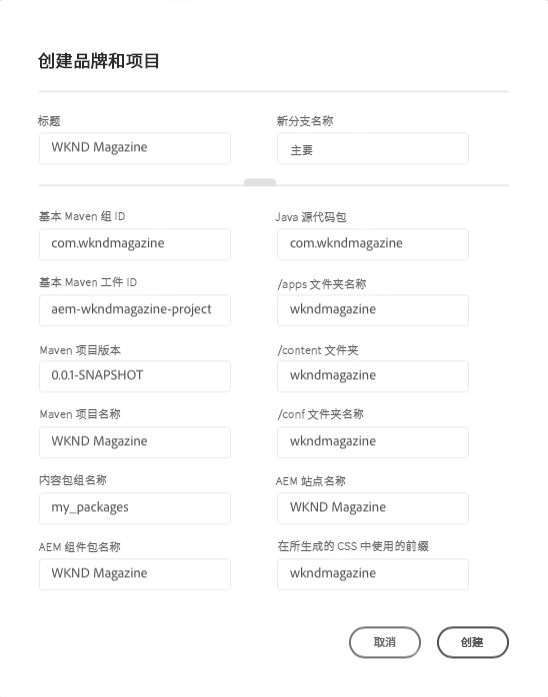 创建品牌和项目
标题
WKND Magazine
新分支名称
主要
基本 Maven 组 ID
com.wkndmagazine
Java 源代码包
com.wkndmagazine
基本 Maven 工件 ID
aem-wkndmagazine-project
/apps 文件夹名称
wkndmagazine
Maven 项目版本
0.0.1-SNAPSHOT
/content 文件夹
wkndmagazine
Maven 项目名称
WKND Magazine
/conf 文件夹名称
wkndmagazine
内容包组名称
my_packages
AEM 站点名称
WKND Magazine
AEM 组件包名称
WKND Magazine
在所生成的 CSS 中使用的前缀
wkndmagazine
取消
创建